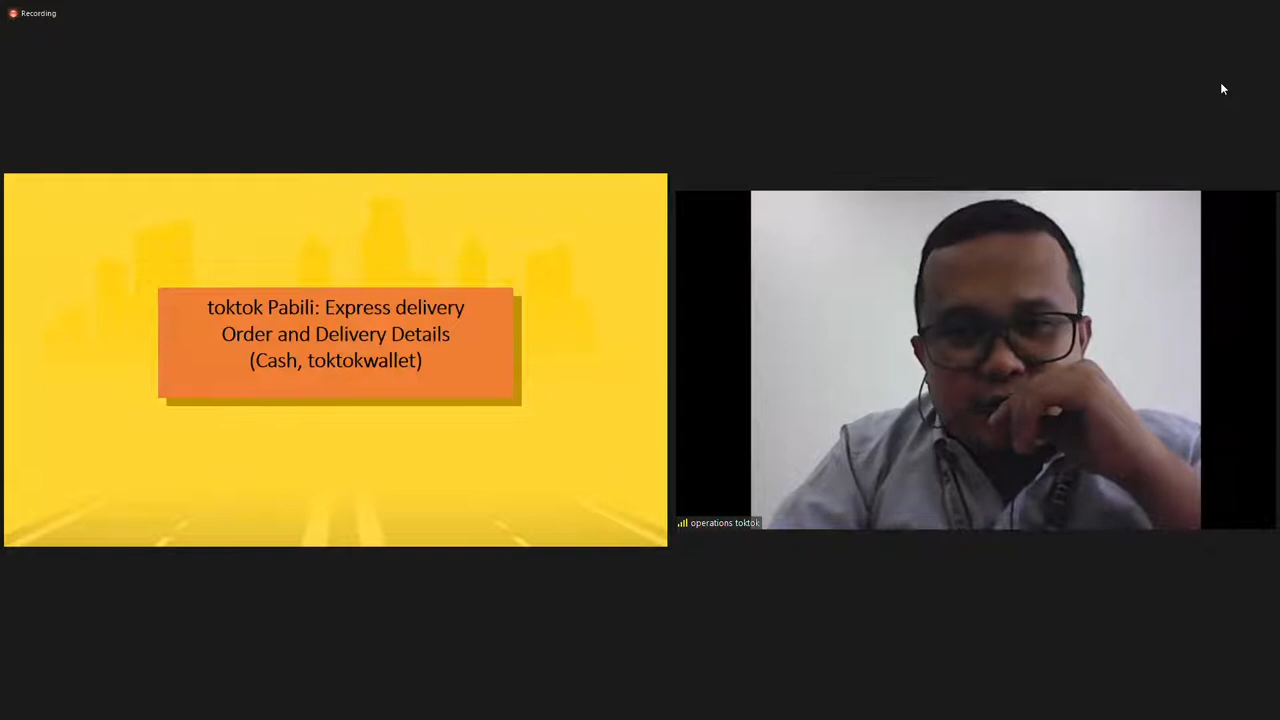 Recording
toktok Pabili: Express delivery
Order and Delivery Details
(Cash, toktokwallet)
operations toktok